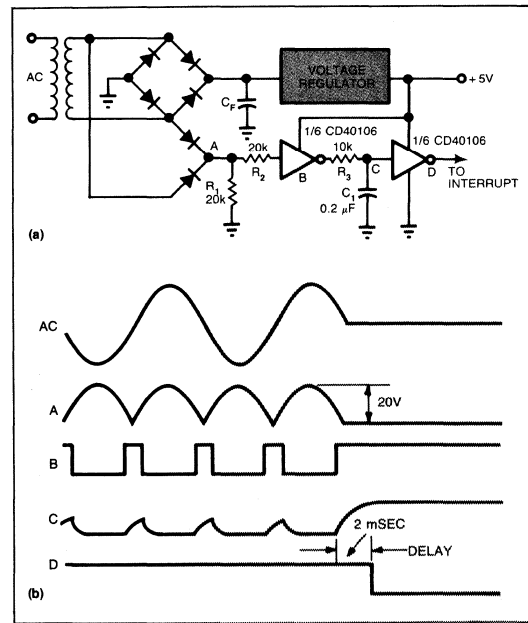 AC
VOLTAGE
REGULATOR
+ 5V
C_F
1/6 CD40106
1/6 CD40106
A
20k
10k
R_2
B
R_3
C
D
TO
INTERRUPT
R_1
20k
C_1
0.2 μF
(a)
AC
A
20V
B
C
2 mSEC
DELAY
D
(b)